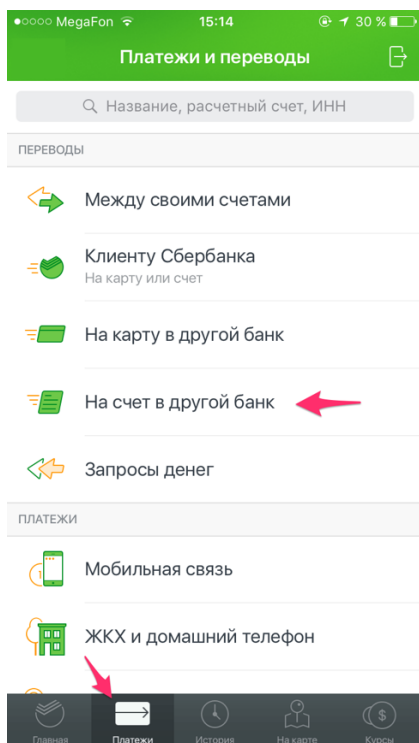 MegaFon 15:14 30 %
Платежи и переводы
Название, расчетный счет, ИНН
ПЕРЕВОДЫ
Между своими счетами
Клиенту Сбербанка
На карту или счет
На карту в другой банк
На счет в другой банк
Запросы денег
ПЛАТЕЖИ
Мобильная связь
ЖКХ и домашний телефон
Главная Платежи История На карте Курсы